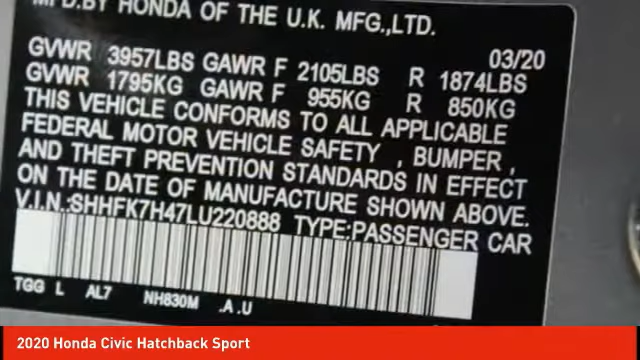 MFD.BY HONDA OF THE U.K. MFG.,LTD.
03/20
GVWR 3957LBS GAWR F 2105LBS R 1874LBS
GVWR 1795KG GAWR F 955KG R 850KG
THIS VEHICLE CONFORMS TO ALL APPLICABLE
FEDERAL MOTOR VEHICLE SAFETY , BUMPER ,
AND THEFT PREVENTION STANDARDS IN EFFECT
ON THE DATE OF MANUFACTURE SHOWN ABOVE.
V.I.N.:SHHFK7H47LU220888 TYPE:PASSENGER CAR
TGG L AL7 NH830M .A .U
2020 Honda Civic Hatchback Sport